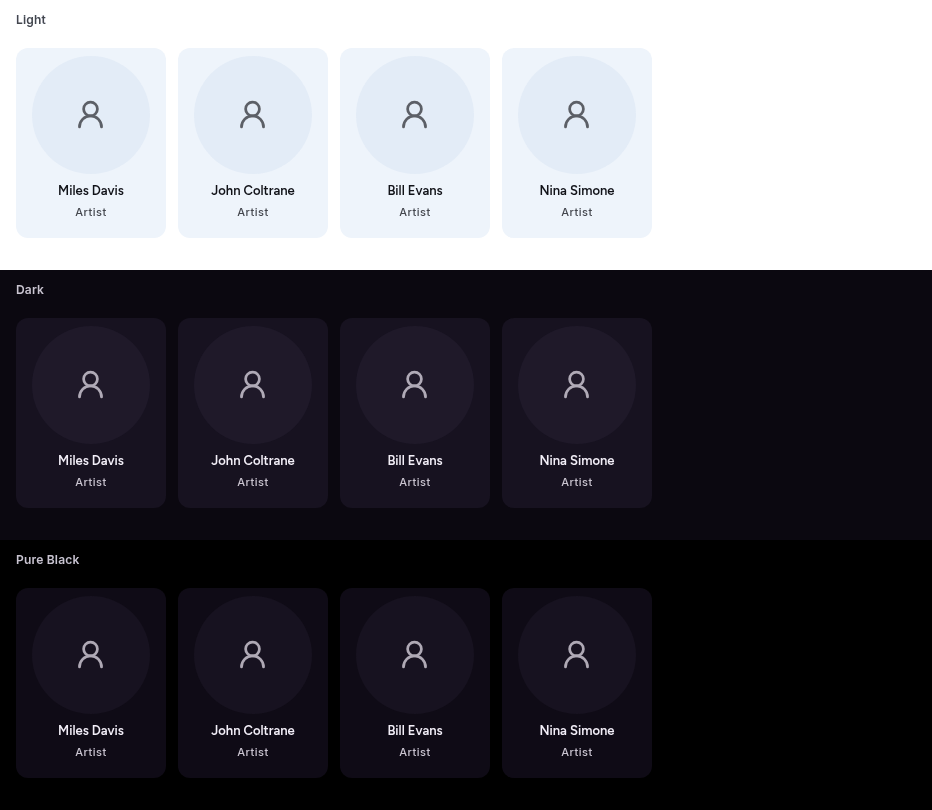 Light
Miles Davis John Coltrane Bill Evans Nina Simone
Artist Artist Artist Artist
Dark
Miles Davis John Coltrane Bill Evans Nina Simone
Artist Artist Artist Artist
Pure Black
Miles Davis John Coltrane Bill Evans Nina Simone
Artist Artist Artist Artist